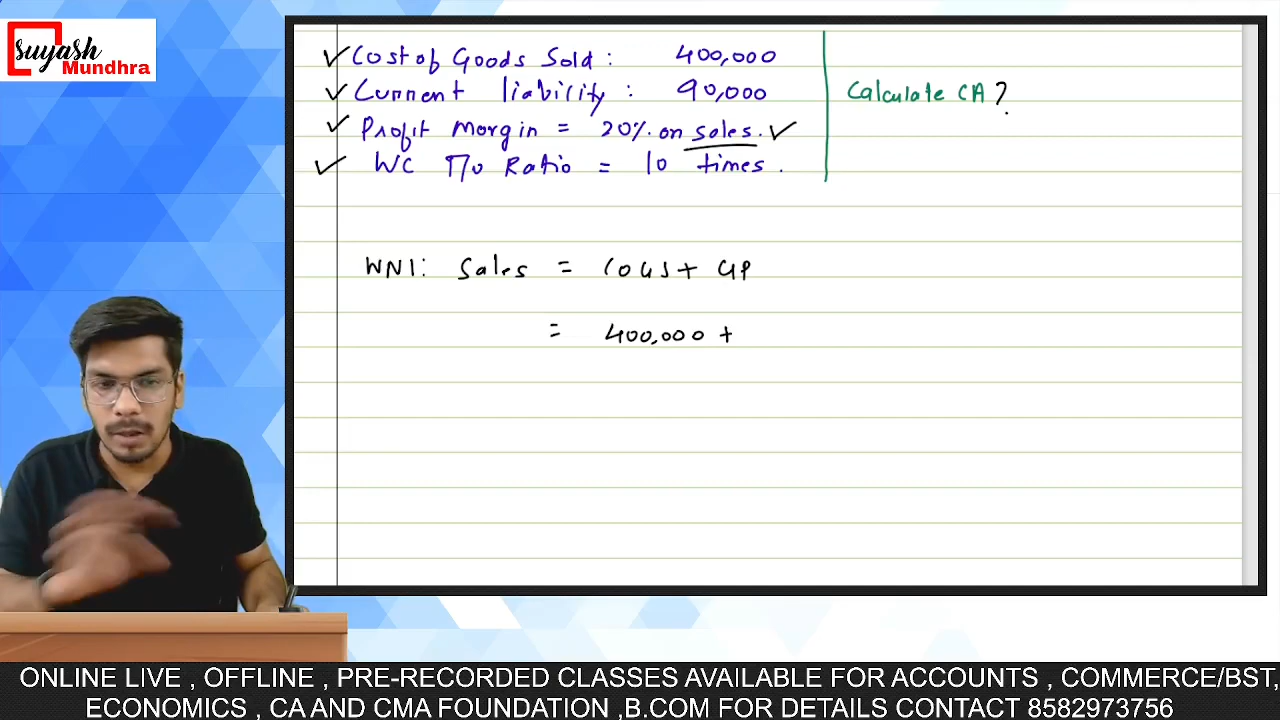 suyash
Mundhra
Cost of Goods Sold : 400,000
Current liability : 90,000
Profit Margin = 20% on sales.
WC T/o Ratio = 10 times.
Calculate CA ?
WN1: Sales = COGS + GP
= 400,000 +
ONLINE LIVE , OFFLINE , PRE-RECORDED CLASSES AVAILABLE FOR ACCOUNTS , COMMERCE/BST,
ECONOMICS , CA AND CMA FOUNDATION ,B.COM FOR DETAILS CONTACT 8582973756